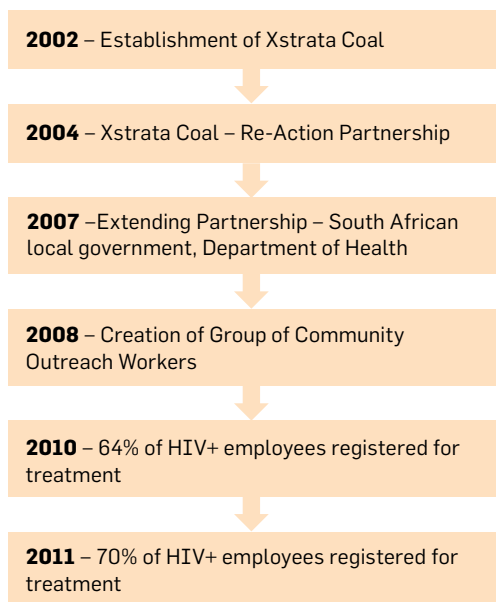 2002 – Establishment of Xstrata Coal
2004 – Xstrata Coal – Re-Action Partnership
2007 –Extending Partnership – South African
local government, Department of Health
2008 – Creation of Group of Community
Outreach Workers
2010 – 64% of HIV+ employees registered for
treatment
2011 – 70% of HIV+ employees registered for
treatment